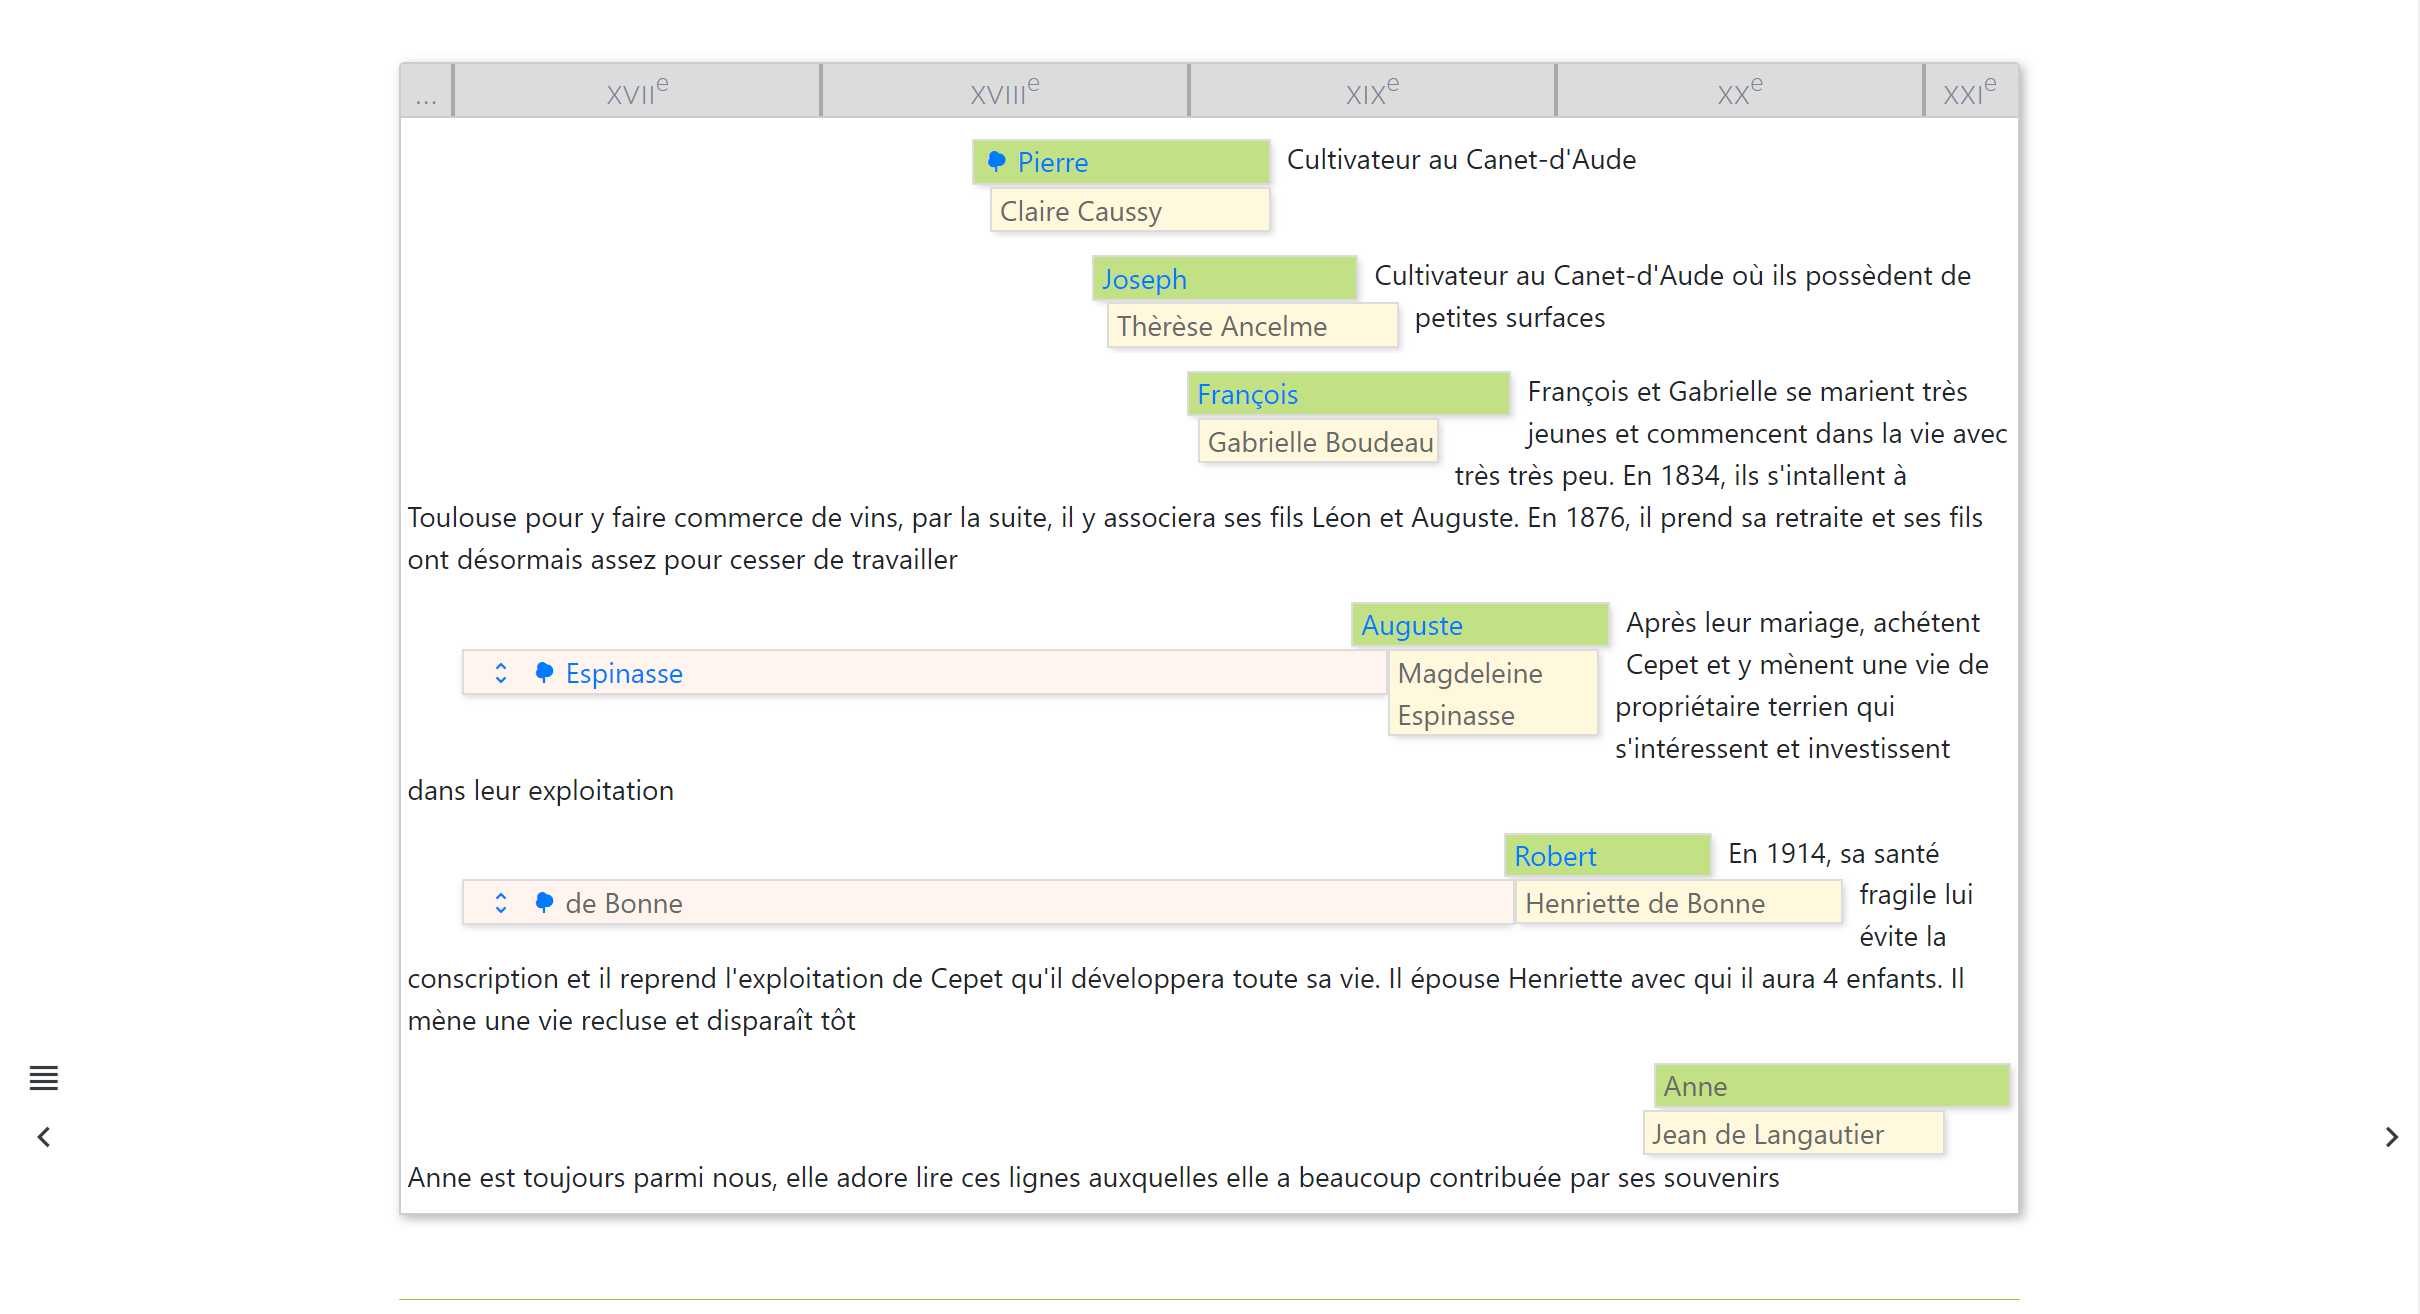 ... XVIIe XVIIIe XIXe XXe XXIe
Pierre Cultivateur au Canet-d'Aude
Claire Caussy
Joseph Cultivateur au Canet-d'Aude où ils possèdent de
Thèrèse Ancelme petites surfaces
François François et Gabrielle se marient très
Gabrielle Boudeau jeunes et commencent dans la vie avec
très très peu. En 1834, ils s'intallent à
Toulouse pour y faire commerce de vins, par la suite, il y associera ses fils Léon et Auguste. En 1876, il prend sa retraite et ses fils
ont désormais assez pour cesser de travailler
Auguste Après leur mariage, achétent
Espinasse Magdeleine Cepet et y mènent une vie de
Espinasse propriétaire terrien qui
s'intéressent et investissent
dans leur exploitation
Robert En 1914, sa santé
de Bonne Henriette de Bonne fragile lui
évite la
conscription et il reprend l'exploitation de Cepet qu'il développera toute sa vie. Il épouse Henriette avec qui il aura 4 enfants. Il
mène une vie recluse et disparaît tôt
Anne
Jean de Langautier
Anne est toujours parmi nous, elle adore lire ces lignes auxquelles elle a beaucoup contribuée par ses souvenirs